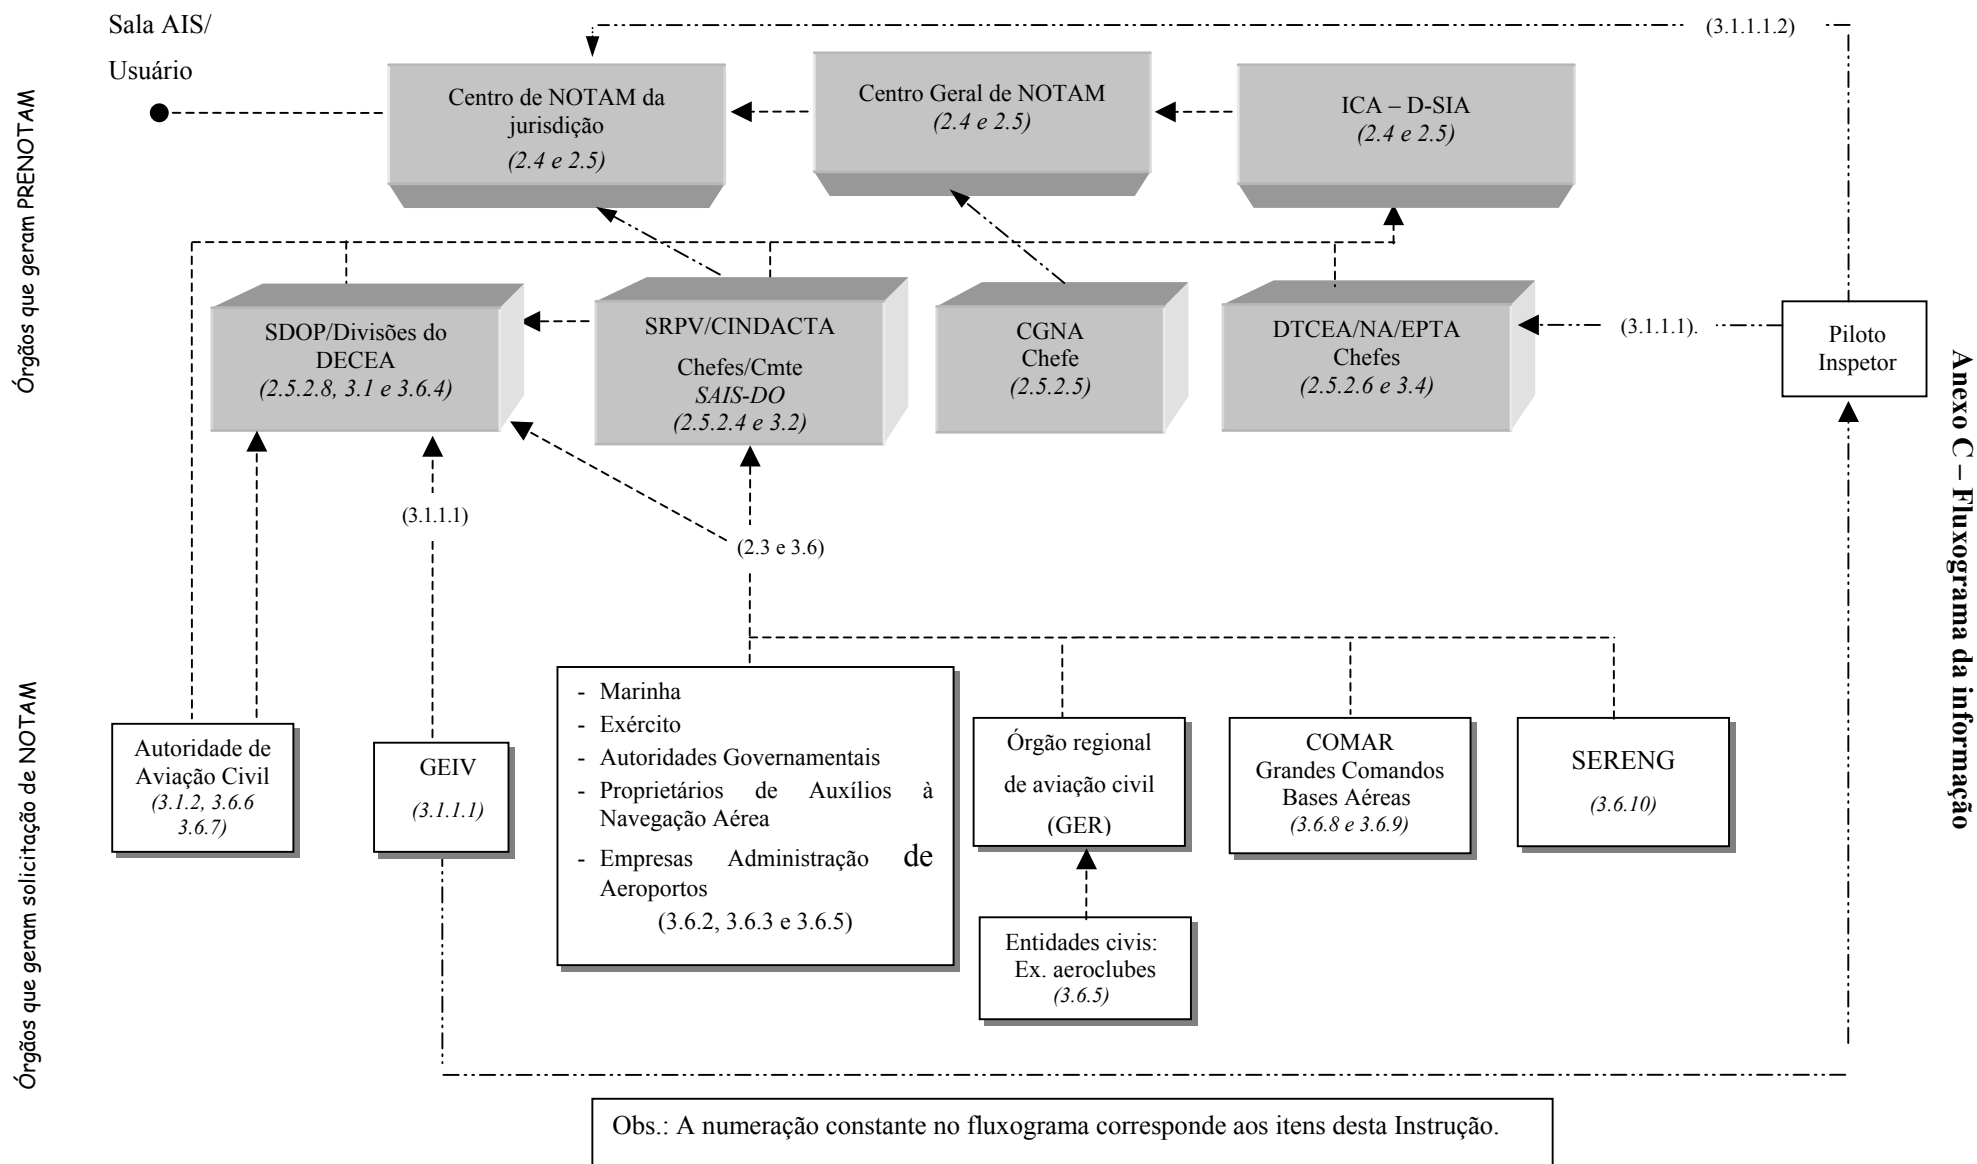 Sala AIS/
Usuário
(3.1.1.1.2)
Centro de NOTAM da
jurisdição
(2.4 e 2.5)
Centro Geral de NOTAM
(2.4 e 2.5)
ICA – D-SIA
(2.4 e 2.5)
Órgãos que geram PRENOTAM
SDOP/Divisões do
DECEA
(2.5.2.8, 3.1 e 3.6.4)
SRPV/CINDACTA
Chefes/Cmte
SAIS-DO
(2.5.2.4 e 3.2)
CGNA
Chefe
(2.5.2.5)
DTCEA/NA/EPTA
Chefes
(2.5.2.6 e 3.4)
(3.1.1.1).
Piloto
Inspetor
Anexo C – Fluxograma da informação
(3.1.1.1)
(2.3 e 3.6)
Órgãos que geram solicitação de NOTAM
Autoridade de
Aviação Civil
(3.1.2, 3.6.6
3.6.7)
GEIV
(3.1.1.1)
- Marinha
- Exército
- Autoridades Governamentais
- Proprietários de Auxílios à
Navegação Aérea
- Empresas Administração de
Aeroportos
(3.6.2, 3.6.3 e 3.6.5)
Órgão regional
de aviação civil
(GER)
COMAR
Grandes Comandos
Bases Aéreas
(3.6.8 e 3.6.9)
SERENG
(3.6.10)
Entidades civis:
Ex. aeroclubes
(3.6.5)
Obs.: A numeração constante no fluxograma corresponde aos itens desta Instrução.